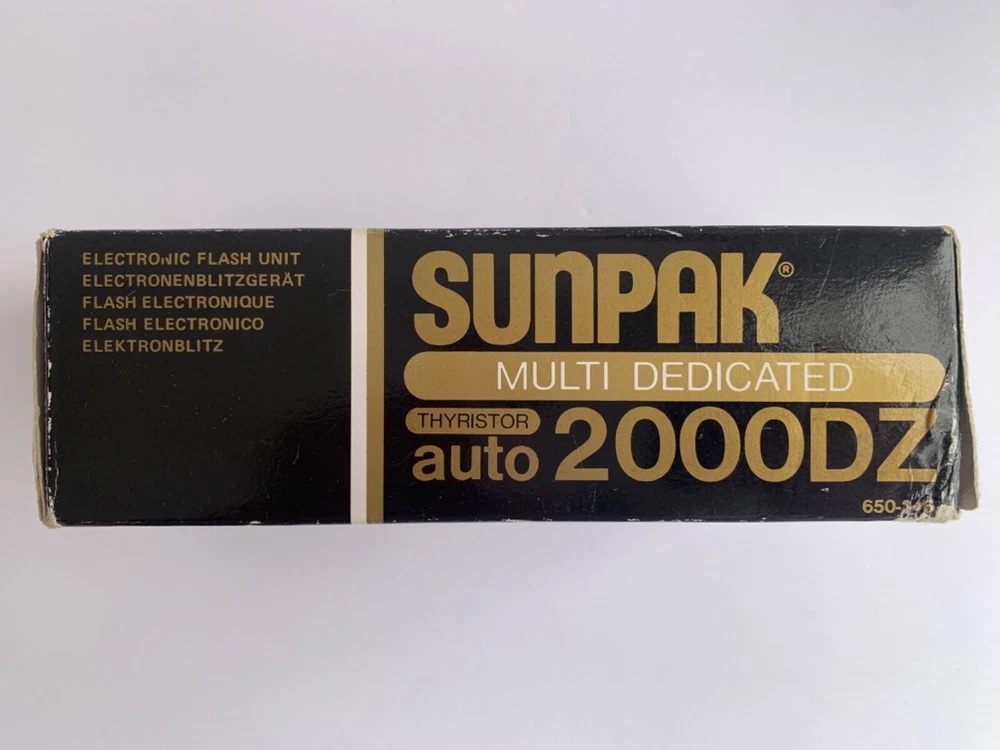 ELECTRONIC FLASH UNIT
ELECTRONENBLITZGERÄT
FLASH ELECTRONIQUE
FLASH ELECTRONICO
ELEKTRONBLITZ
SUNPAK®
MULTI DEDICATED
THYRISTOR
auto 2000DZ